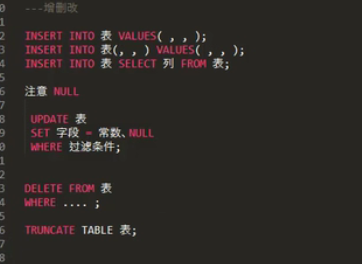 ---增删改
INSERT INTO 表 VALUES( , , );
INSERT INTO 表(, , ) VALUES( , , );
INSERT INTO 表 SELECT 列 FROM 表;
注意 NULL
UPDATE 表
SET 字段 = 常数、NULL
WHERE 过滤条件;
DELETE FROM 表
WHERE .... ;
TRUNCATE TABLE 表;